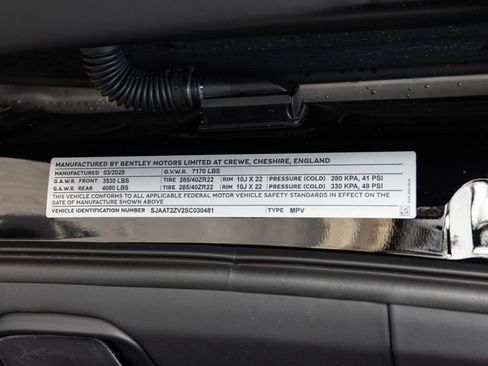 MANUFACTURED BY BENTLEY MOTORS LIMITED AT CREWE, CHESHIRE, ENGLAND
MANUFACTURED 03/2025 G.V.W.R. 7170 LBS
G.A.W.R. FRONT 3530 LBS TIRE 285/40ZR22 RIM 10J X 22 PRESSURE (COLD) 280 KPA, 41 PSI
G.A.W.R. REAR 4080 LBS TIRE 285/40ZR22 RIM 10J X 22 PRESSURE (COLD) 330 KPA, 48 PSI
THIS VEHICLE CONFORMS TO ALL APPLICABLE FEDERAL MOTOR VEHICLE SAFETY STANDARDS IN EFFECT ON THE
DATE OF MANUFACTURE SHOWN ABOVE
VEHICLE IDENTIFICATION NUMBER SJAAT2ZV2SC030481 TYPE MPV